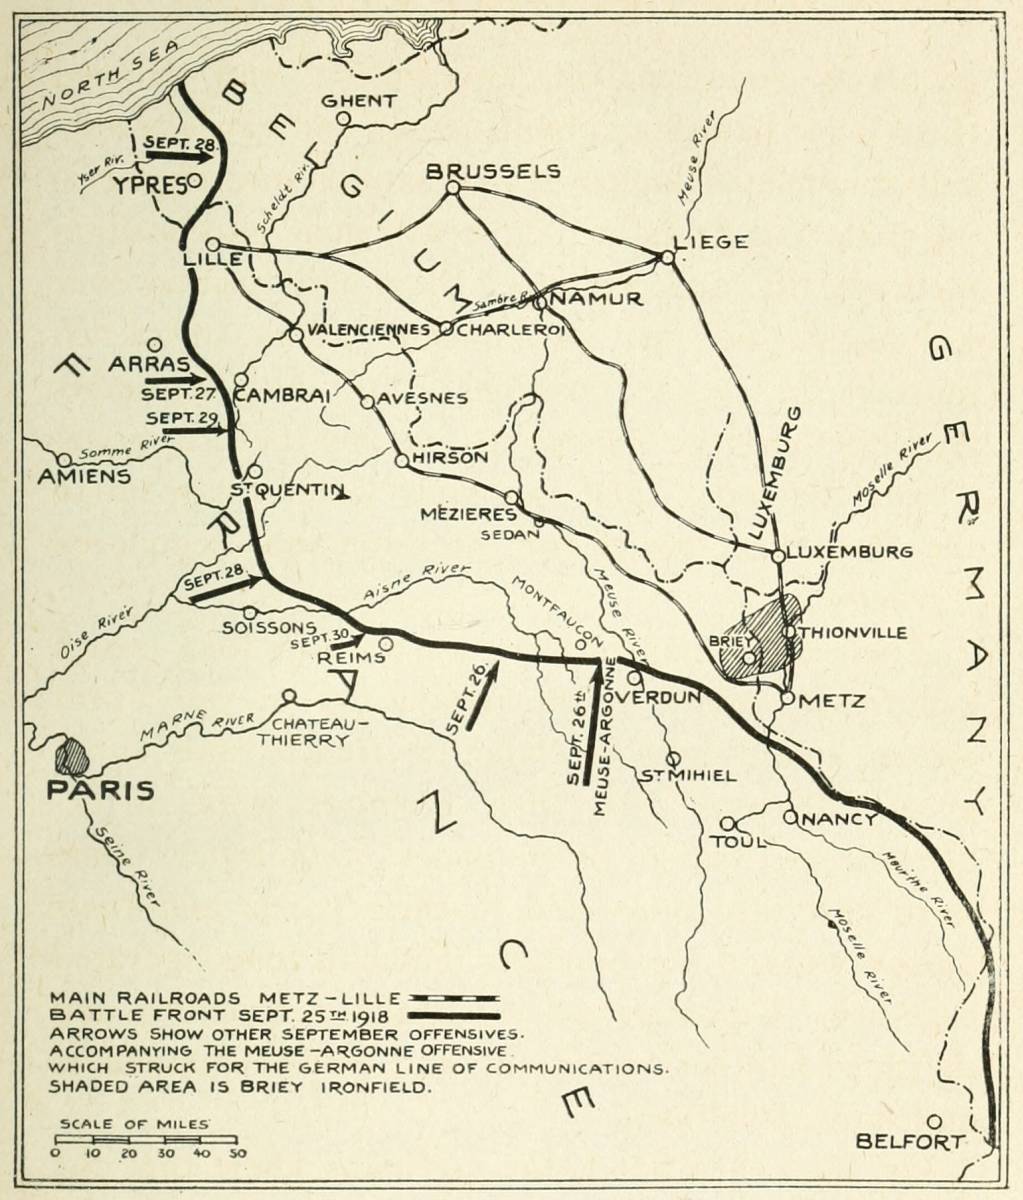 NORTH SEA
BELGIUM
GHENT
SEPT. 28.
Yser Riv.
YPRES
Scheldt Riv.
BRUSSELS
Meuse River
LIEGE
LILLE
Sambre R.
NAMUR
VALENCIENNES
CHARLEROI
GERMANY
FRANCE
ARRAS
SEPT. 27.
CAMBRAI
AVESNES
SEPT. 29.
Somme River
AMIENS
HIRSON
ST. QUENTIN
MEZIERES
SEDAN
LUXEMBURG
Moselle River
LUXEMBURG
SEPT. 28.
Aisne River
MONTFAUCON
Meuse River
Oise River
SOISSONS
SEPT. 30.
REIMS
BRIEY
THIONVILLE
SEPT. 26.
SEPT. 26TH
MEUSE-ARGONNE
VERDUN
METZ
MARNE RIVER
CHATEAU-
THIERRY
PARIS
ST. MIHIEL
NANCY
TOUL
Seine River
Meurthe River
Moselle River
MAIN RAILROADS METZ-LILLE
BATTLE FRONT SEPT. 25TH 1918
ARROWS SHOW OTHER SEPTEMBER OFFENSIVES.
ACCOMPANYING THE MEUSE-ARGONNE OFFENSIVE.
WHICH STRUCK FOR THE GERMAN LINE OF COMMUNICATIONS.
SHADED AREA IS BRIEY IRONFIELD.
SCALE OF MILES
0 10 20 30 40 50
BELFORT